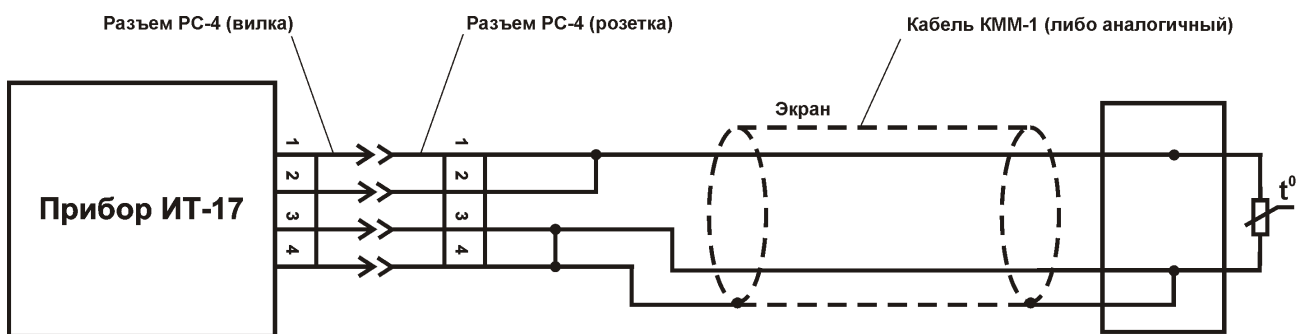 Разъем РС-4 (вилка)
Разъем РС-4 (розетка)
Кабель КММ-1 (либо аналогичный)
Экран
Прибор ИТ-17
1
2
3
4
1
2
3
4
t⁰